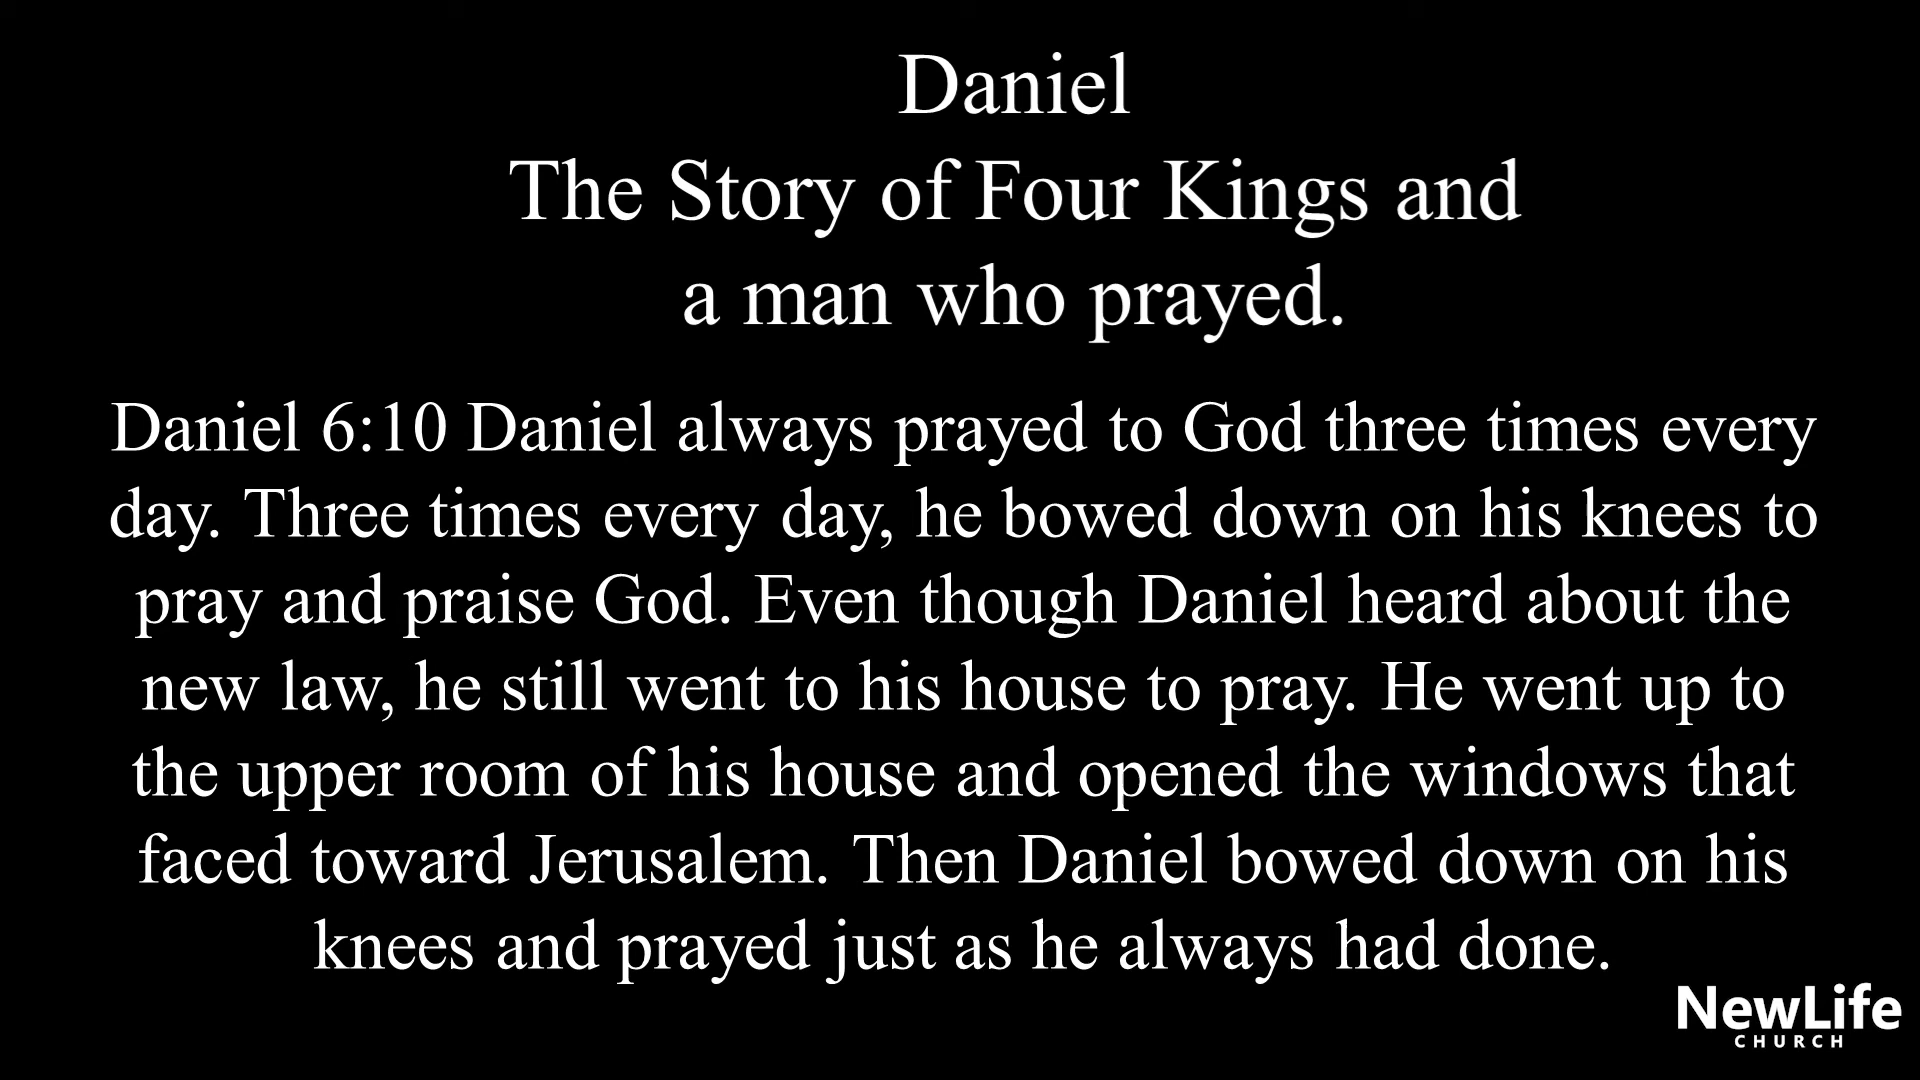 Daniel
The Story of Four Kings and
a man who prayed.
Daniel 6:10 Daniel always prayed to God three times every
day. Three times every day, he bowed down on his knees to
pray and praise God. Even though Daniel heard about the
new law, he still went to his house to pray. He went up to
the upper room of his house and opened the windows that
faced toward Jerusalem. Then Daniel bowed down on his
knees and prayed just as he always had done.
NewLife
CHURCH